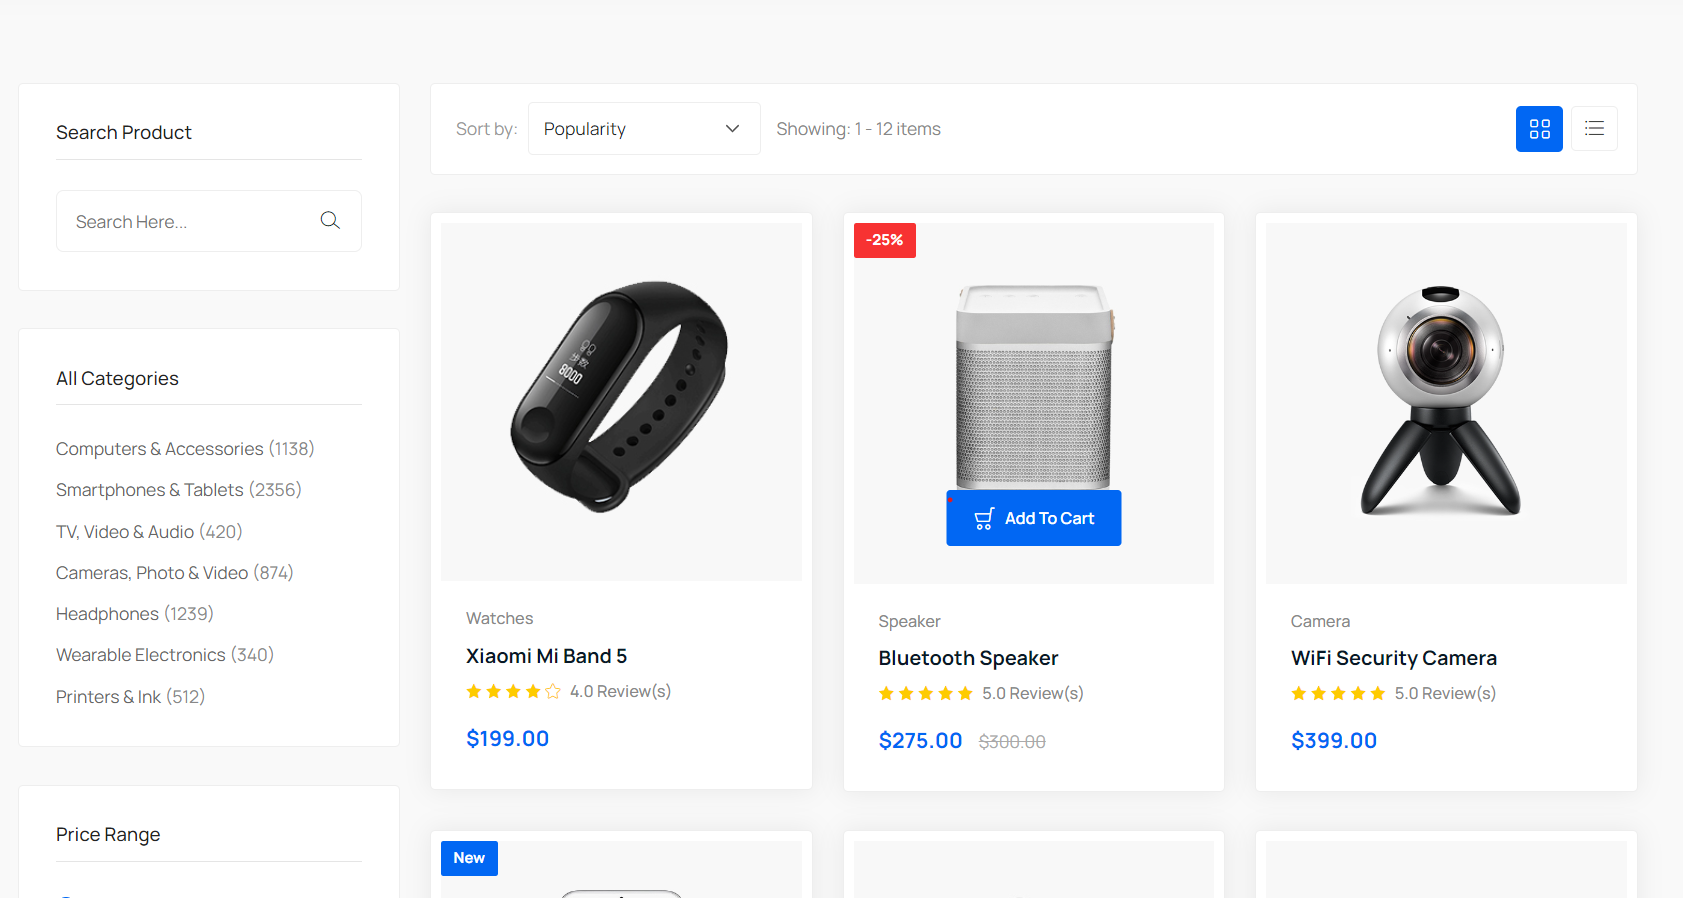 Search Product
Search Here...
All Categories
Computers & Accessories (1138)
Smartphones & Tablets (2356)
TV, Video & Audio (420)
Cameras, Photo & Video (874)
Headphones (1239)
Wearable Electronics (340)
Printers & Ink (512)
Price Range
Sort by: Popularity Showing: 1 - 12 items
8000
Watches
Xiaomi Mi Band 5
4.0 Review(s)
$199.00
-25%
Add To Cart
Speaker
Bluetooth Speaker
5.0 Review(s)
$275.00 $300.00
Camera
WiFi Security Camera
5.0 Review(s)
$399.00
New